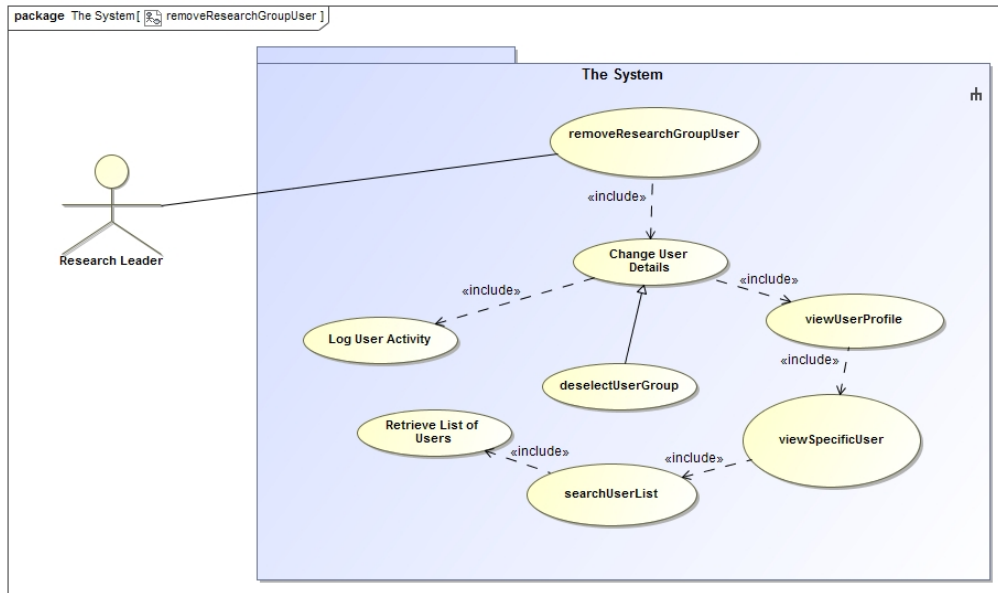 package The System[ removeResearchGroupUser ]
The System
removeResearchGroupUser
«include»
Research Leader
Change User
Details
«include»
«include»
viewUserProfile
Log User Activity
«include»
deselectUserGroup
Retrieve List of
Users
viewSpecificUser
«include»
«include»
searchUserList